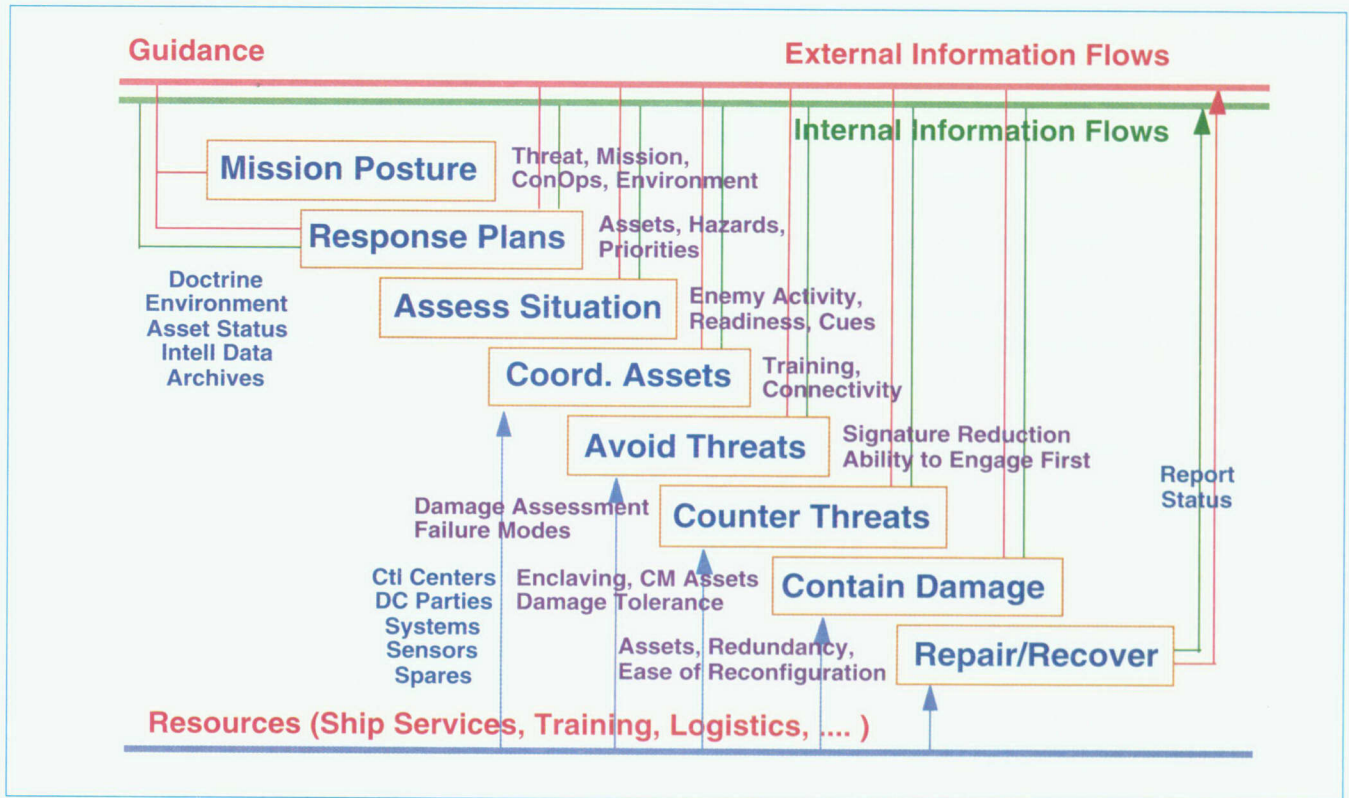 Guidance
External Information Flows
Internal Information Flows
Mission Posture
Threat, Mission,
ConOps, Environment
Response Plans
Assets, Hazards,
Priorities
Doctrine
Environment
Asset Status
Intell Data
Archives
Assess Situation
Enemy Activity,
Readiness, Cues
Coord. Assets
Training,
Connectivity
Avoid Threats
Signature Reduction
Ability to Engage First
Report
Status
Damage Assessment
Failure Modes
Counter Threats
Ctl Centers
DC Parties
Systems
Sensors
Spares
Enclaving, CM Assets
Damage Tolerance
Contain Damage
Assets, Redundancy,
Ease of Reconfiguration
Repair/Recover
Resources (Ship Services, Training, Logistics, .... )